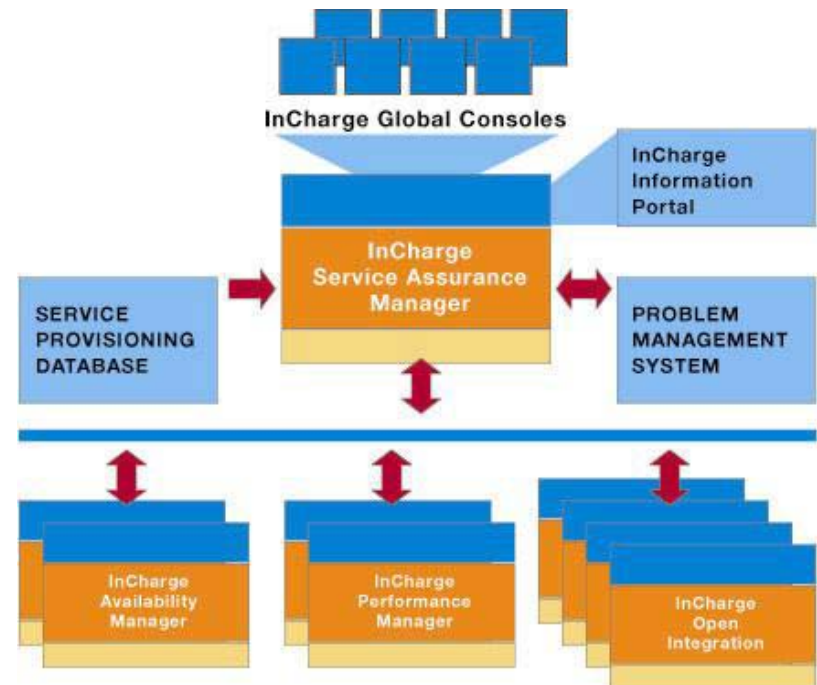 InCharge Global Consoles
InCharge
Information
Portal
InCharge
Service Assurance
Manager
SERVICE
PROVISIONING
DATABASE
PROBLEM
MANAGEMENT
SYSTEM
InCharge
Availability
Manager
InCharge
Performance
Manager
InCharge
Open
Integration